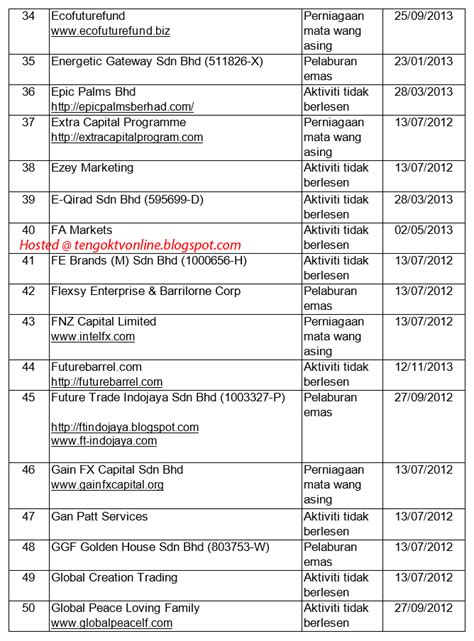 34 Ecofuturefund Perniagaan 25/09/2013
www.ecofuturefund.biz mata wang
asing
35 Energetic Gateway Sdn Bhd (511826-X) Pelaburan 23/01/2013
emas
36 Epic Palms Bhd Aktiviti tidak 28/03/2013
http://epicpalmsberhad.com/ berlesen
37 Extra Capital Programme Perniagaan 13/07/2012
http://extracapitalprogram.com mata wang
asing
38 Ezey Marketing Aktiviti tidak 13/07/2012
berlesen
39 E-Qirad Sdn Bhd (595699-D) Aktiviti tidak 28/03/2013
berlesen
40 FA Markets Aktiviti tidak 02/05/2013
Hosted @ tengoktvonline.blogspot.com berlesen
41 FE Brands (M) Sdn Bhd (1000656-H) Aktiviti tidak 13/07/2012
berlesen
42 Flexsy Enterprise & Barrilorne Corp Pelaburan 13/07/2012
emas
43 FNZ Capital Limited Perniagaan 13/07/2012
www.intelfx.com mata wang
asing
44 Futurebarrel.com Aktiviti tidak 12/11/2013
http://futurebarrel.com berlesen
45 Future Trade Indojaya Sdn Bhd (1003327-P) Pelaburan 27/09/2012
emas
http://ftindojaya.blogspot.com
www.ft-indojaya.com
46 Gain FX Capital Sdn Bhd Perniagaan 13/07/2012
www.gainfxcapital.org mata wang
asing
47 Gan Patt Services Aktiviti tidak 13/07/2012
berlesen
48 GGF Golden House Sdn Bhd (803753-W) Pelaburan 13/07/2012
emas
49 Global Creation Trading Aktiviti tidak 13/07/2012
berlesen
50 Global Peace Loving Family Aktiviti tidak 27/09/2012
www.globalpeacelf.com berlesen